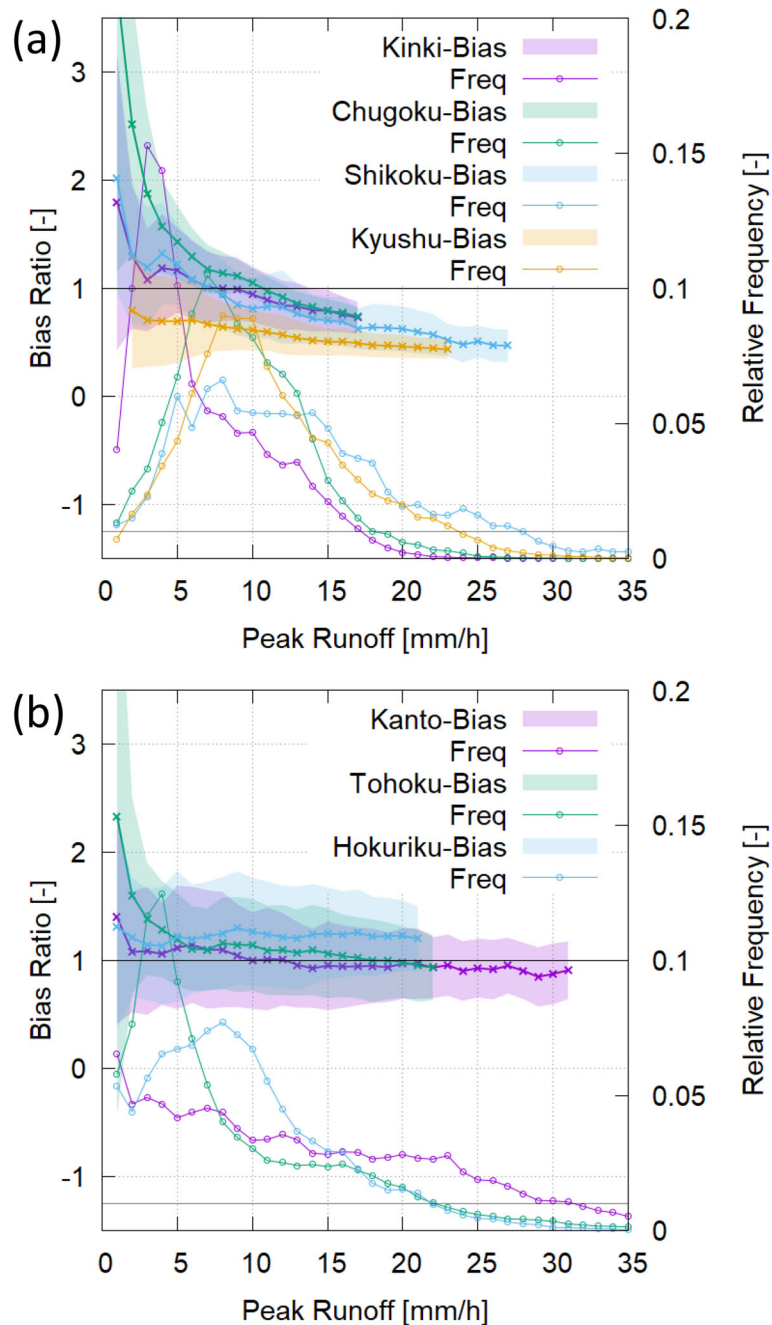 (a)
Kinki-Bias
Freq
Chugoku-Bias
Freq
Shikoku-Bias
Freq
Kyushu-Bias
Freq
3
2
1
0
-1
Bias Ratio [-]
0.2
0.15
0.1
0.05
0
Relative Frequency [-]
0 5 10 15 20 25 30 35
Peak Runoff [mm/h]
(b)
Kanto-Bias
Freq
Tohoku-Bias
Freq
Hokuriku-Bias
Freq
3
2
1
0
-1
Bias Ratio [-]
0.2
0.15
0.1
0.05
0
Relative Frequency [-]
0 5 10 15 20 25 30 35
Peak Runoff [mm/h]